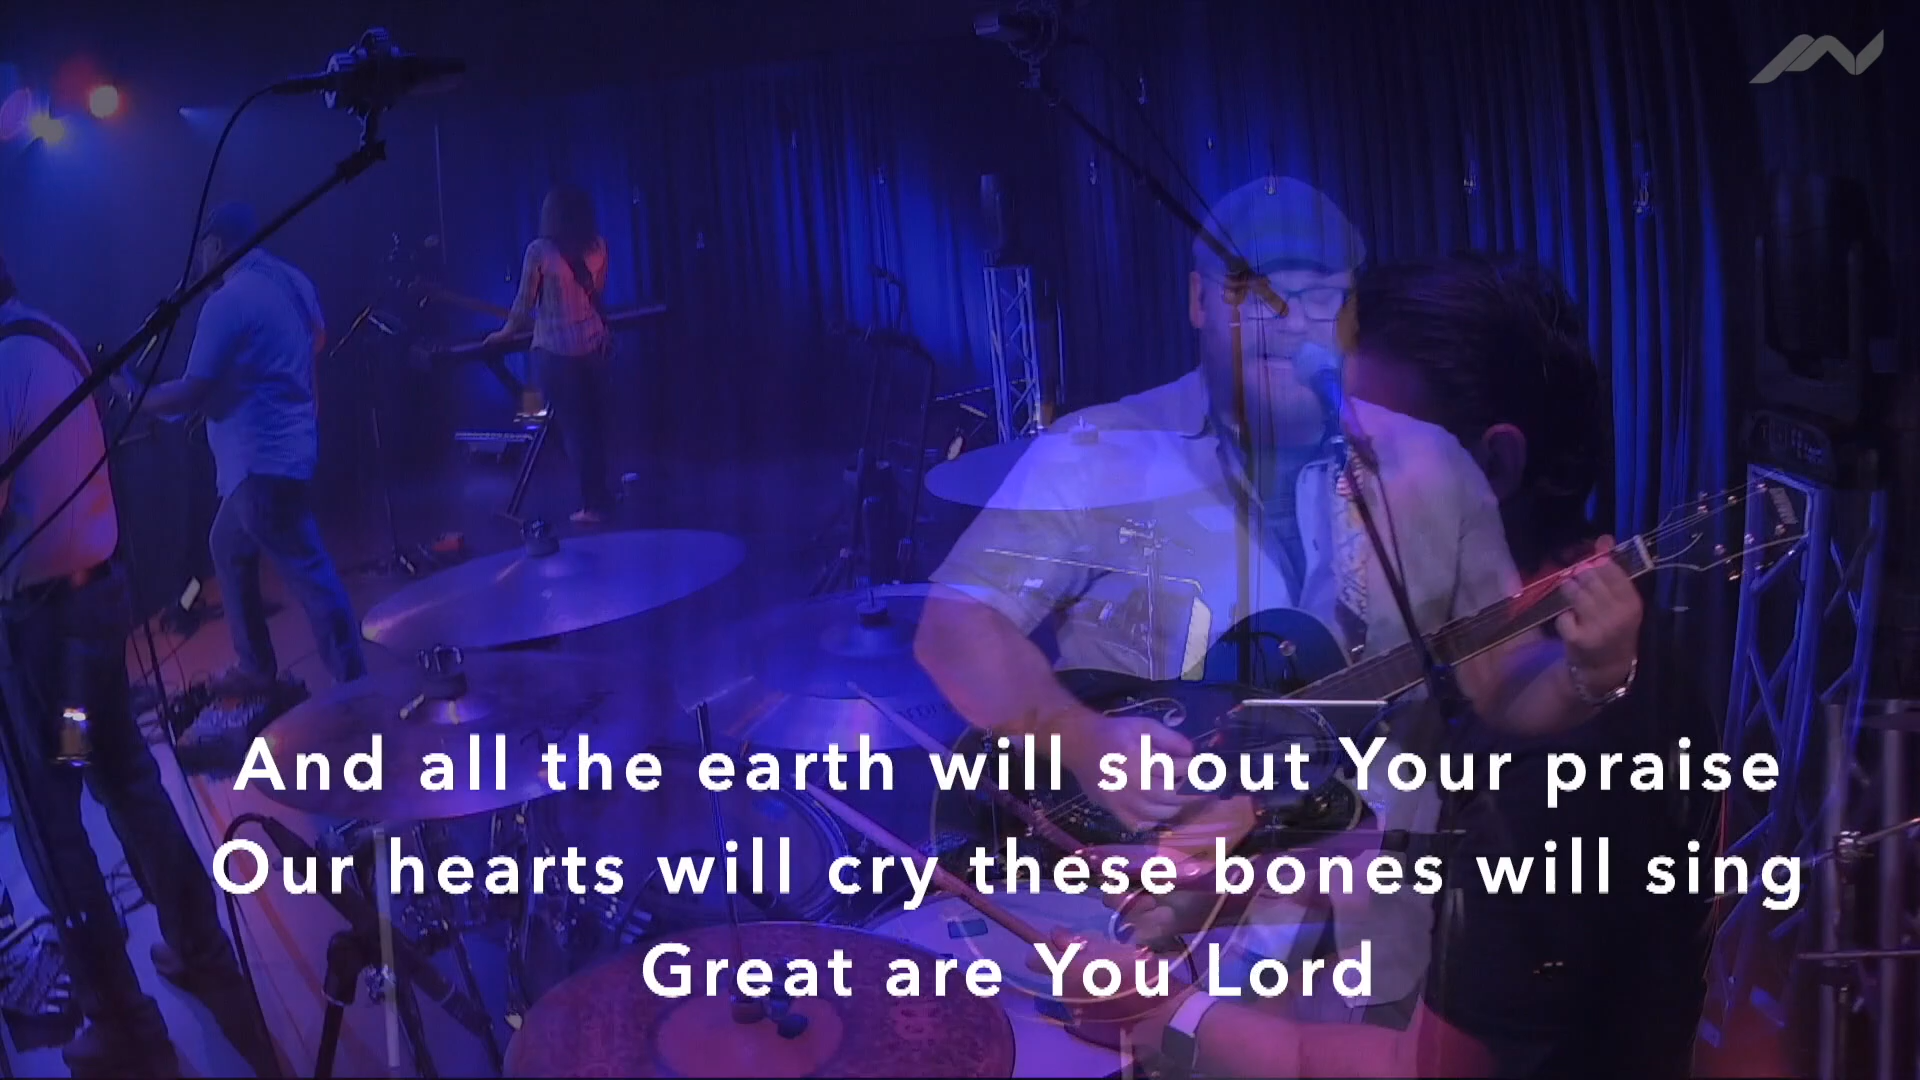 And all the earth will shout Your praise
Our hearts will cry these bones will sing
Great are You Lord